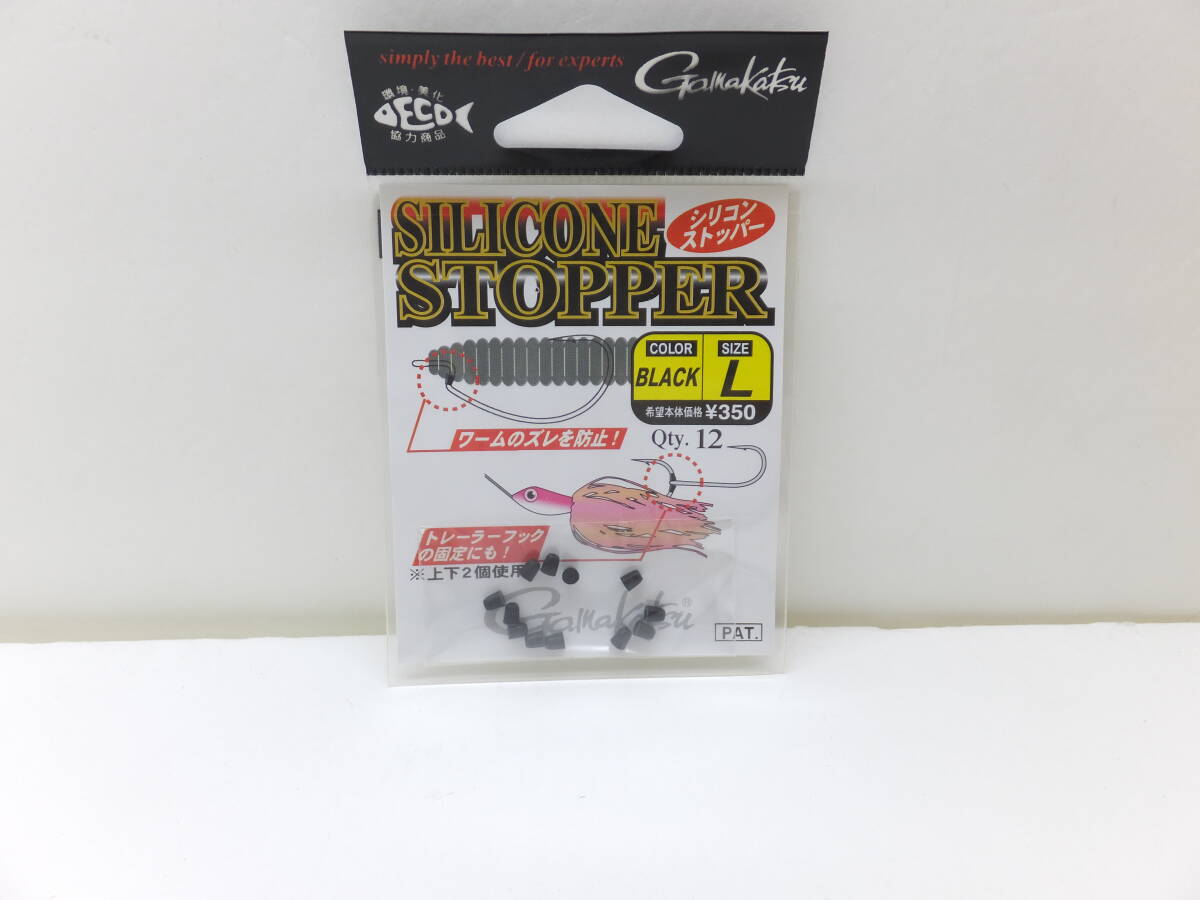 simply the best / for experts
Gamakatsu
環境・美化
DECO
協力商品
SILICONE
STOPPER
シリコン
ストッパー
COLOR
BLACK
SIZE
L
希望本体価格 ¥350
ワームのズレを防止！
Qty. 12
トレーラーフック
の固定にも！
※上下2個使用
Gamakatsu®
PAT.